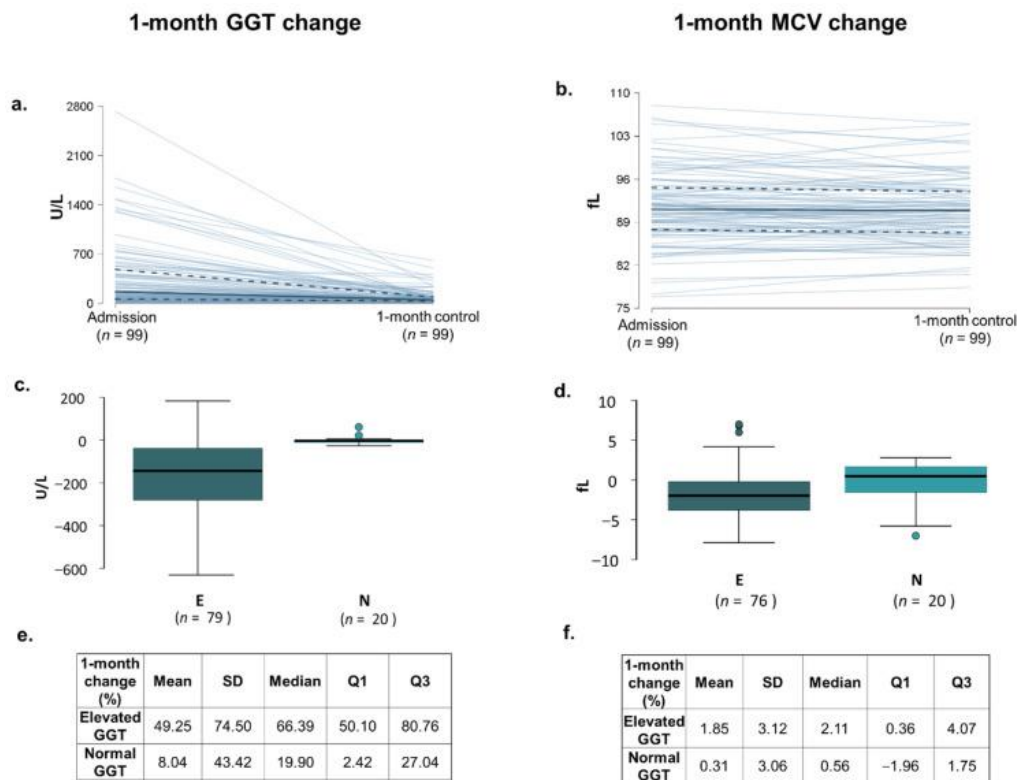 1-month GGT change
1-month MCV change
a.
2800
2100
1400
700
0
U/L
Admission
(n = 99)
1-month control
(n = 99)
b.
110
103
96
89
82
75
fL
Admission
(n = 99)
1-month control
(n = 99)
c.
200
0
−200
−400
−600
U/L
E
(n = 79 )
N
(n = 20 )
d.
10
5
0
−5
−10
fL
E
(n = 76 )
N
(n = 20 )
e.
1-month change (%) Mean SD Median Q1 Q3
Elevated GGT 49.25 74.50 66.39 50.10 80.76
Normal GGT 8.04 43.42 19.90 2.42 27.04
f.
1-month change (%) Mean SD Median Q1 Q3
Elevated GGT 1.85 3.12 2.11 0.36 4.07
Normal GGT 0.31 3.06 0.56 −1.96 1.75